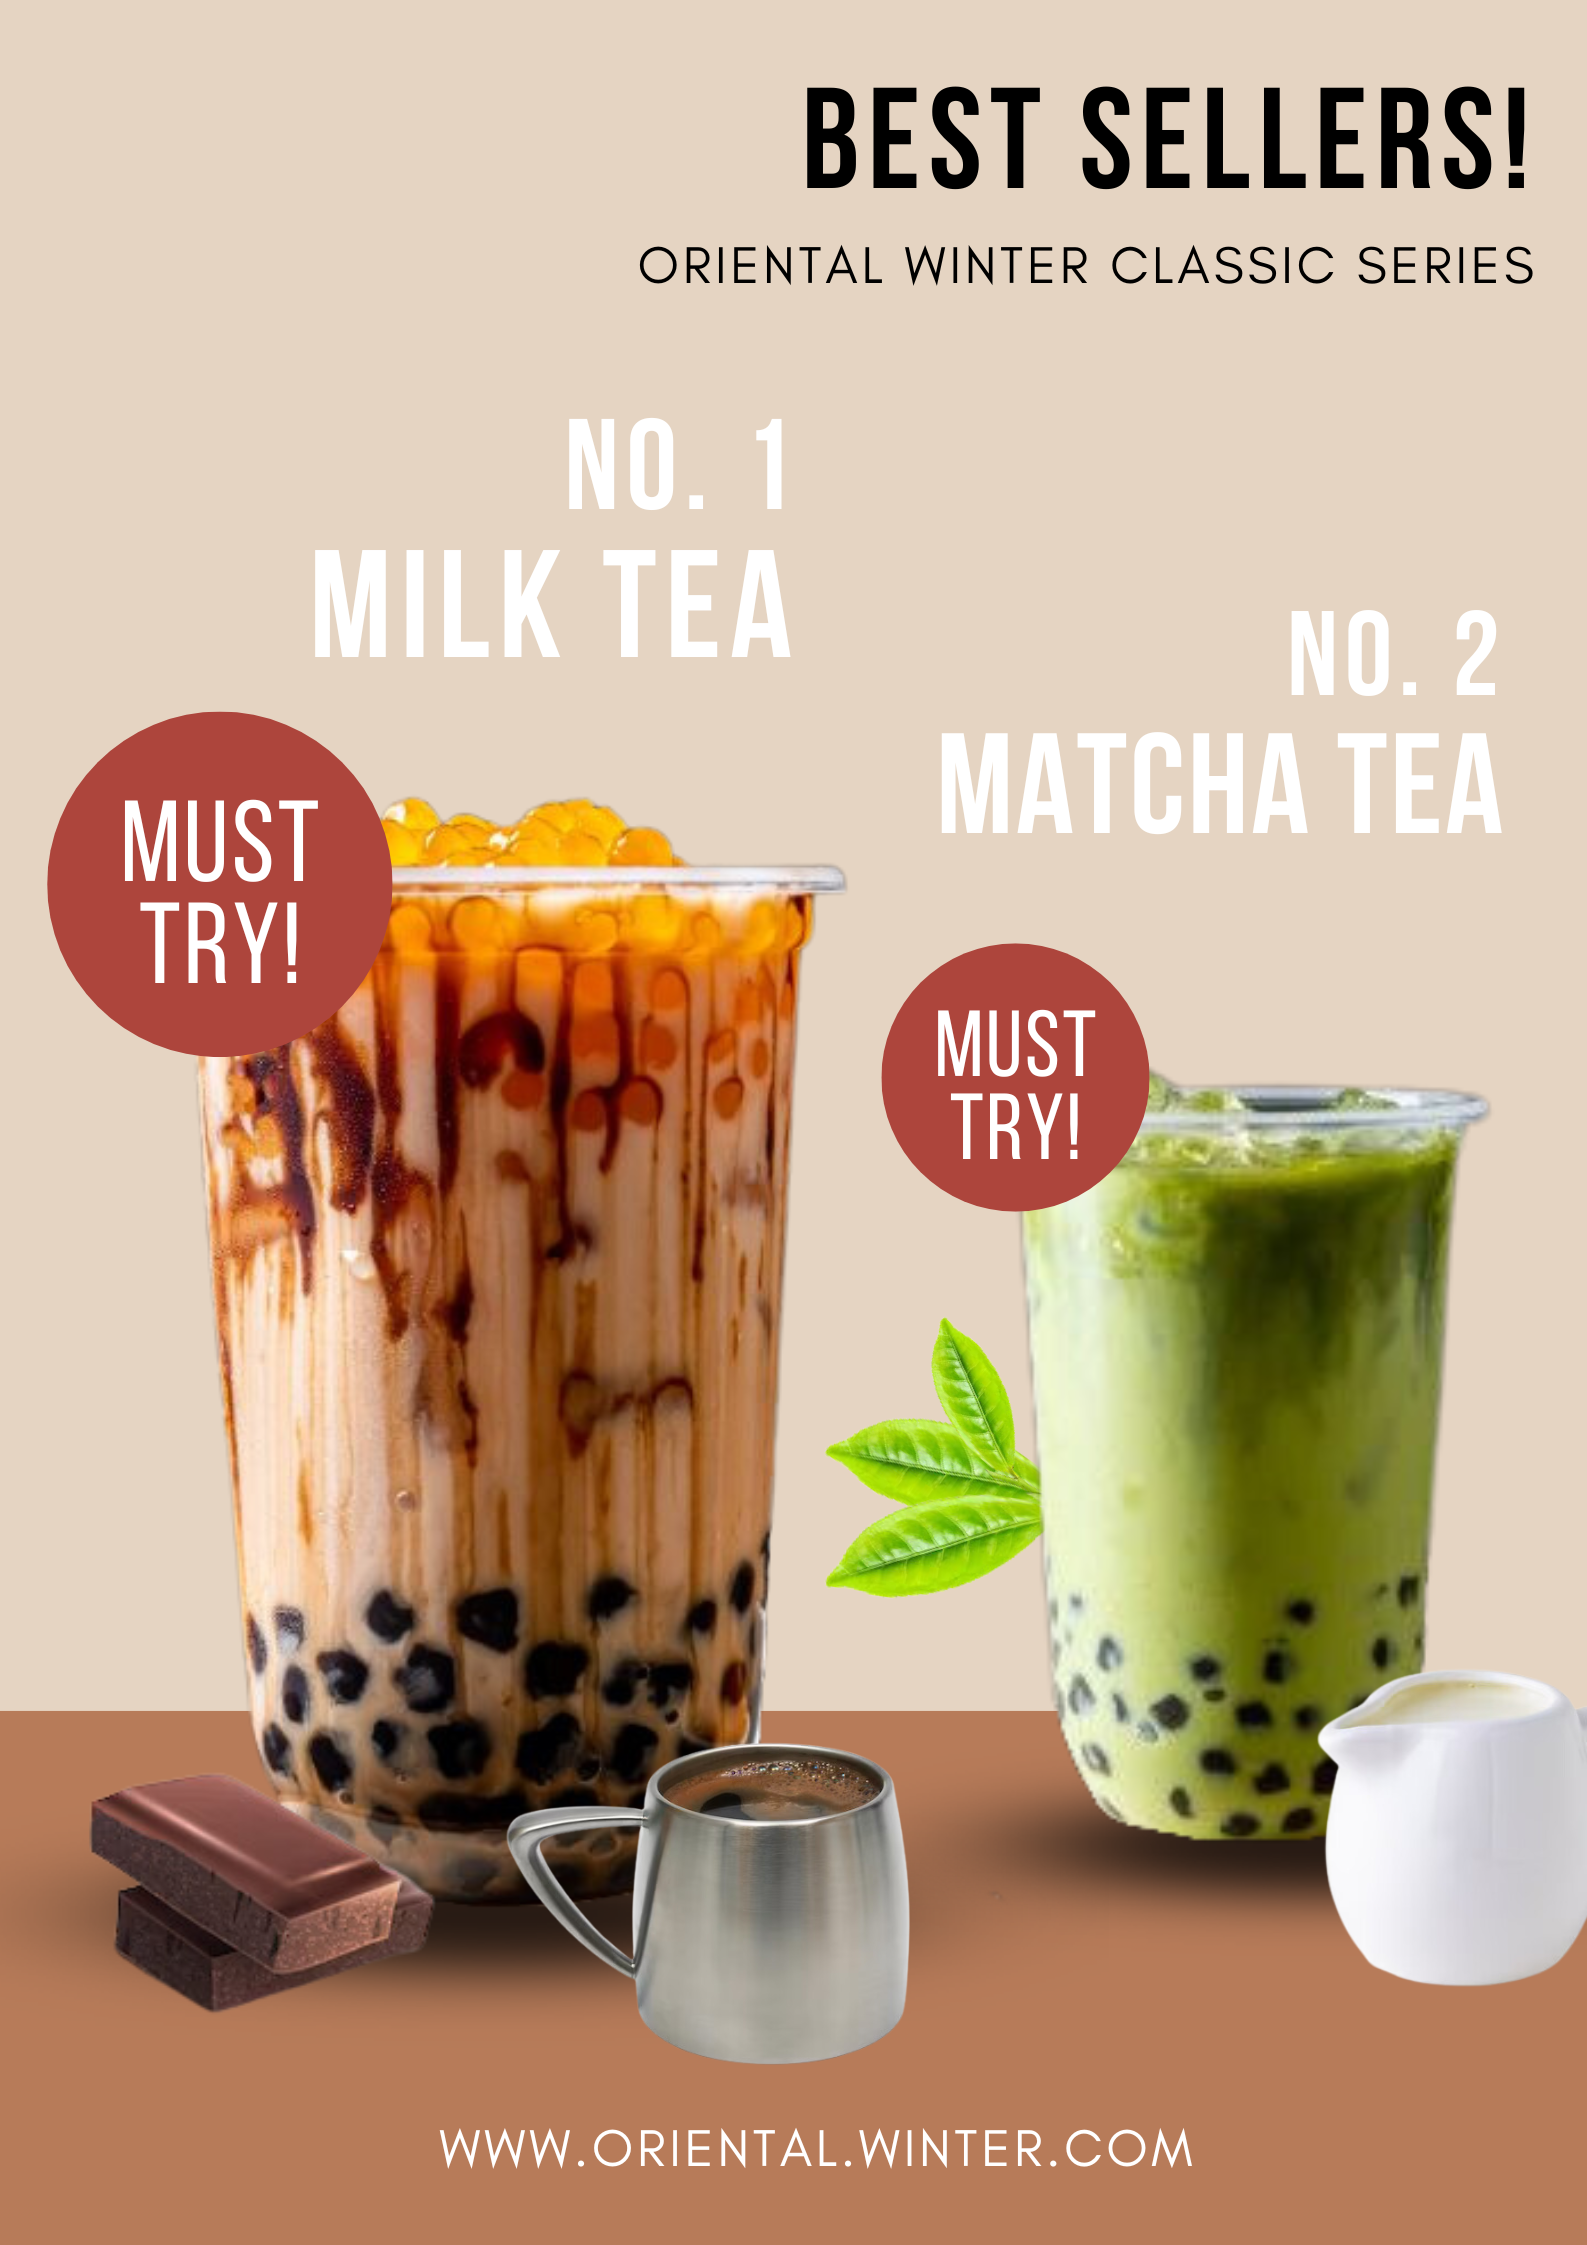 BEST SELLERS!
ORIENTAL WINTER CLASSIC SERIES
NO. 1
MILK TEA
NO. 2
MATCHA TEA
MUST
TRY!
MUST
TRY!
WWW.ORIENTAL.WINTER.COM